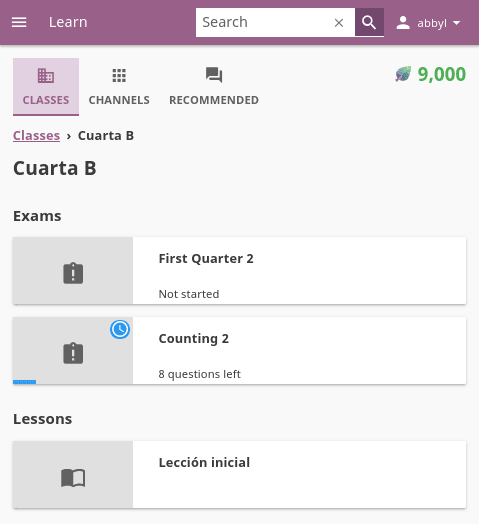 Learn
Search
abbyl
CLASSES
CHANNELS
RECOMMENDED
9,000
Classes › Cuarta B
Cuarta B
Exams
First Quarter 2
Not started
Counting 2
8 questions left
Lessons
Lección inicial